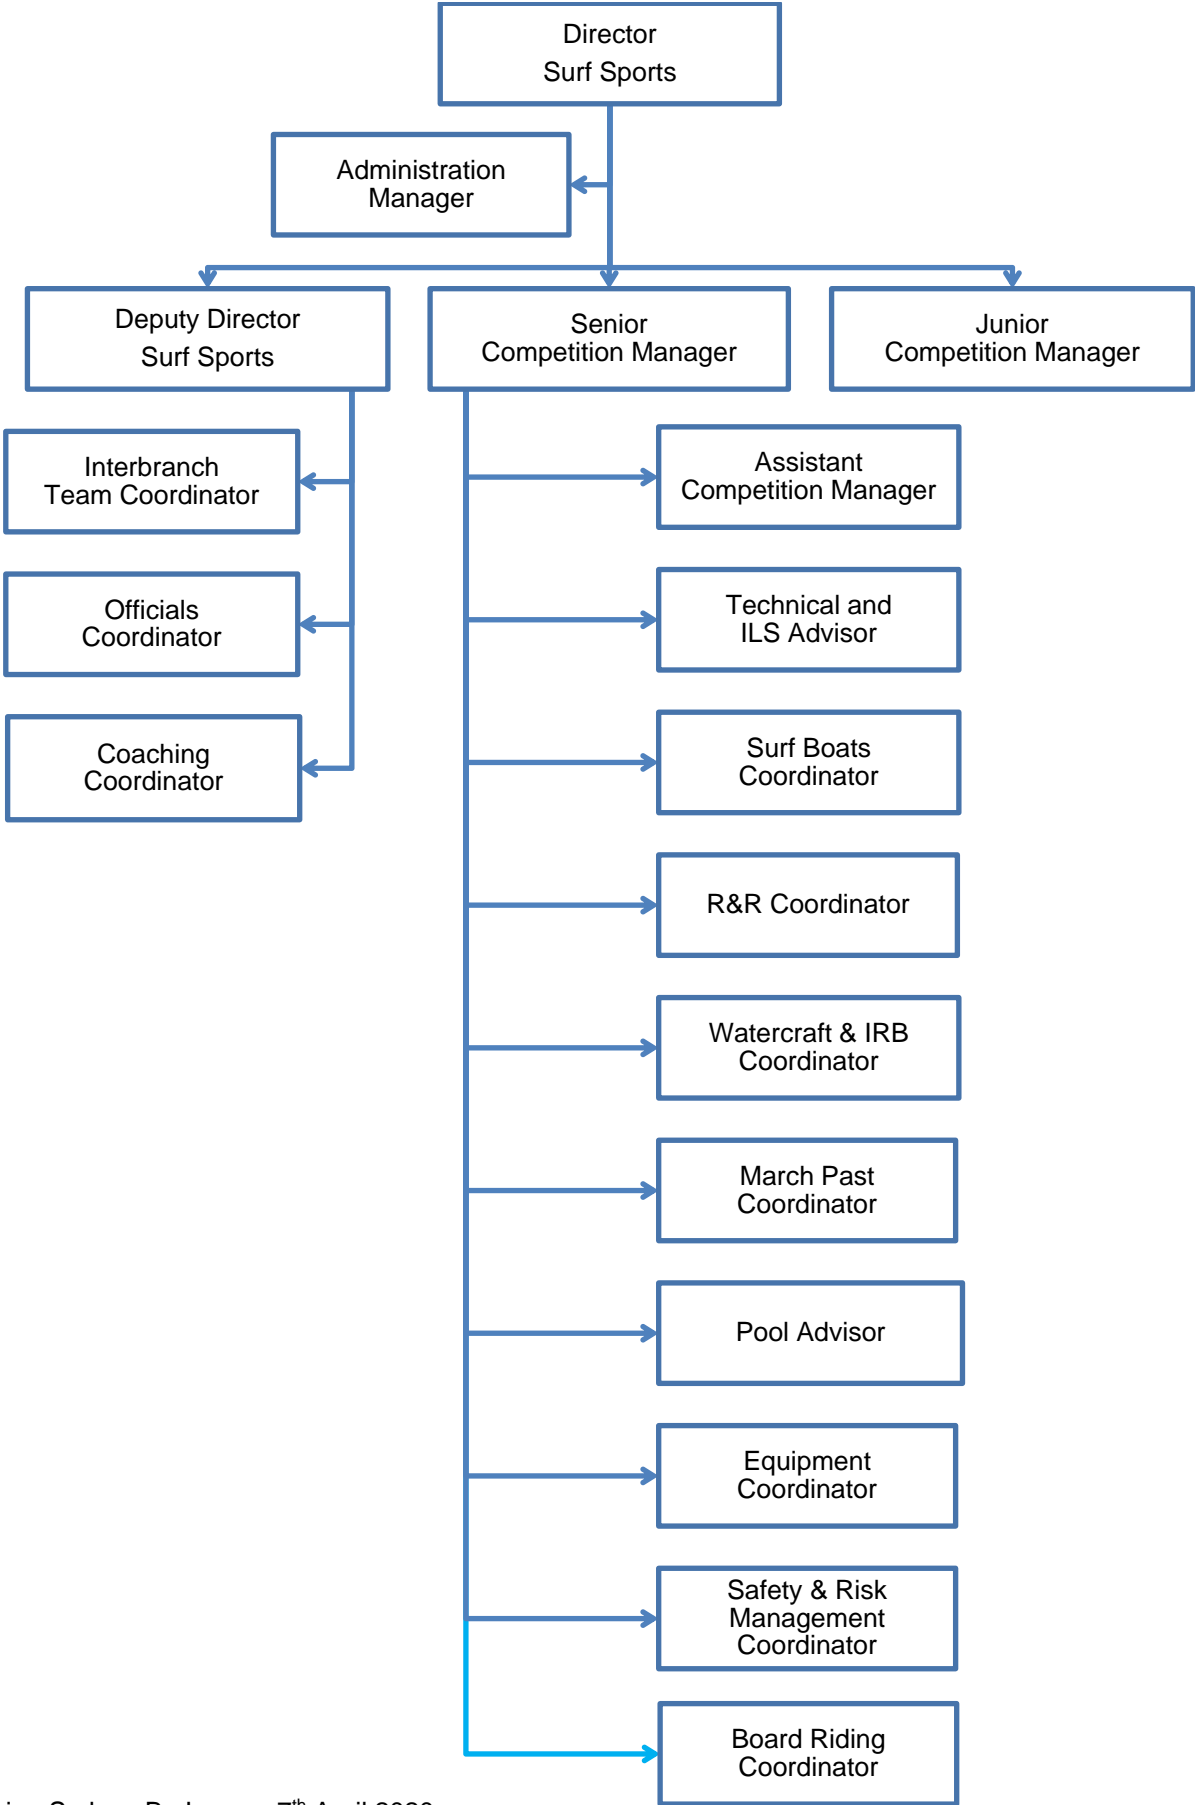 Director
Surf Sports
Administration
Manager
Deputy Director
Surf Sports
Senior
Competition Manager
Junior
Competition Manager
Interbranch
Team Coordinator
Officials
Coordinator
Coaching
Coordinator
Assistant
Competition Manager
Technical and
ILS Advisor
Surf Boats
Coordinator
R&R Coordinator
Watercraft & IRB
Coordinator
March Past
Coordinator
Pool Advisor
Equipment
Coordinator
Safety & Risk
Management
Coordinator
Board Riding
Coordinator